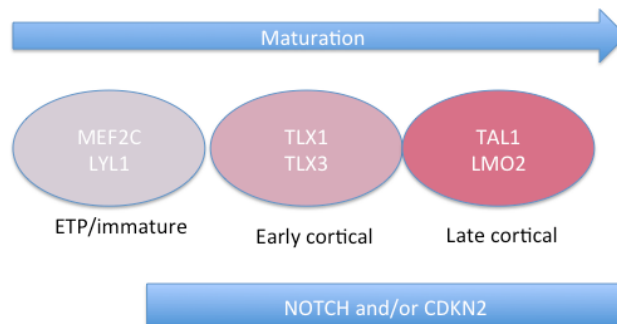 Maturation
MEF2C
LYL1
TLX1
TLX3
TAL1
LMO2
ETP/immature
Early cortical
Late cortical
NOTCH and/or CDKN2